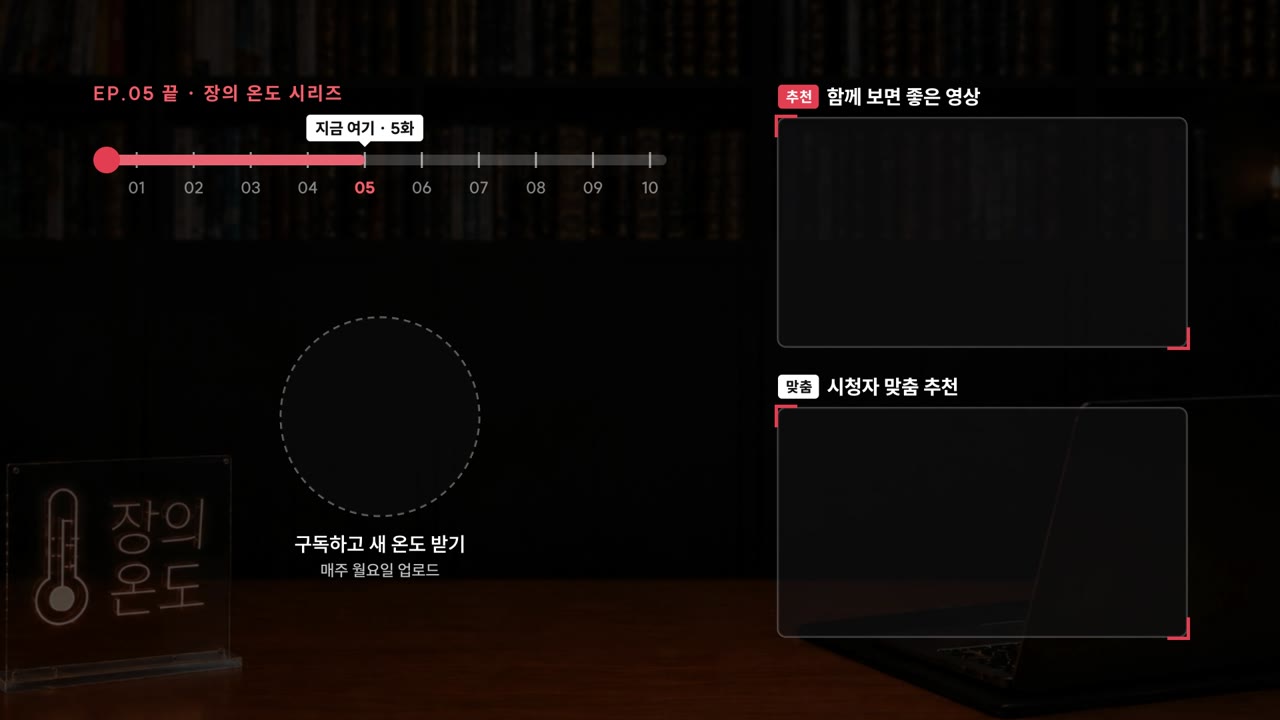 EP.05 끝 · 장의 온도 시리즈
지금 여기 · 5화
01 02 03 04 05 06 07 08 09 10
구독하고 새 온도 받기
매주 월요일 업로드
장의
온도
추천 함께 보면 좋은 영상
맞춤 시청자 맞춤 추천